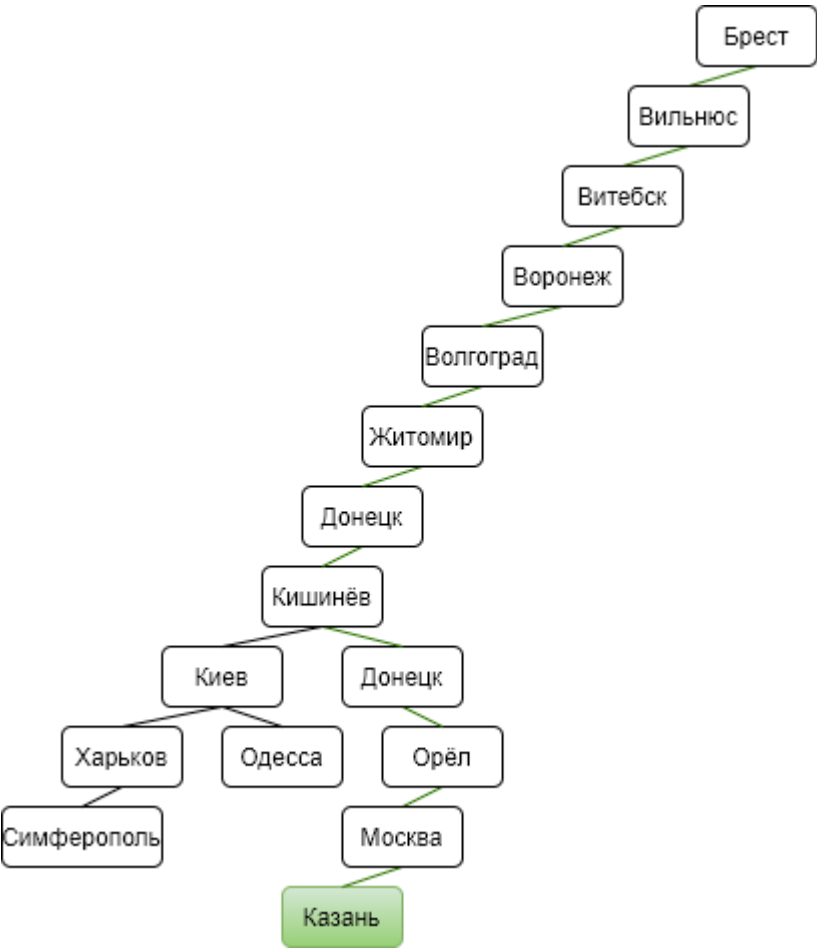 Брест
Вильнюс
Витебск
Воронеж
Волгоград
Житомир
Донецк
Кишинёв
Киев
Донецк
Харьков
Одесса
Орёл
Симферополь
Москва
Казань